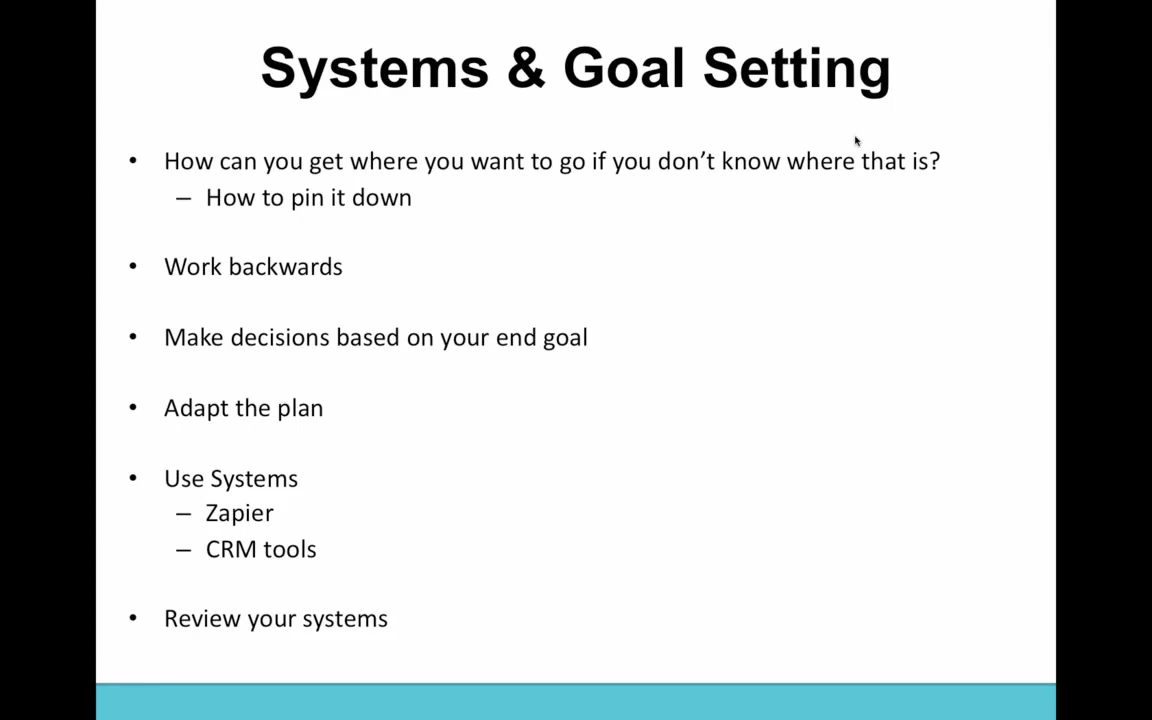 Systems & Goal Setting
• How can you get where you want to go if you don’t know where that is?
– How to pin it down
• Work backwards
• Make decisions based on your end goal
• Adapt the plan
• Use Systems
– Zapier
– CRM tools
• Review your systems